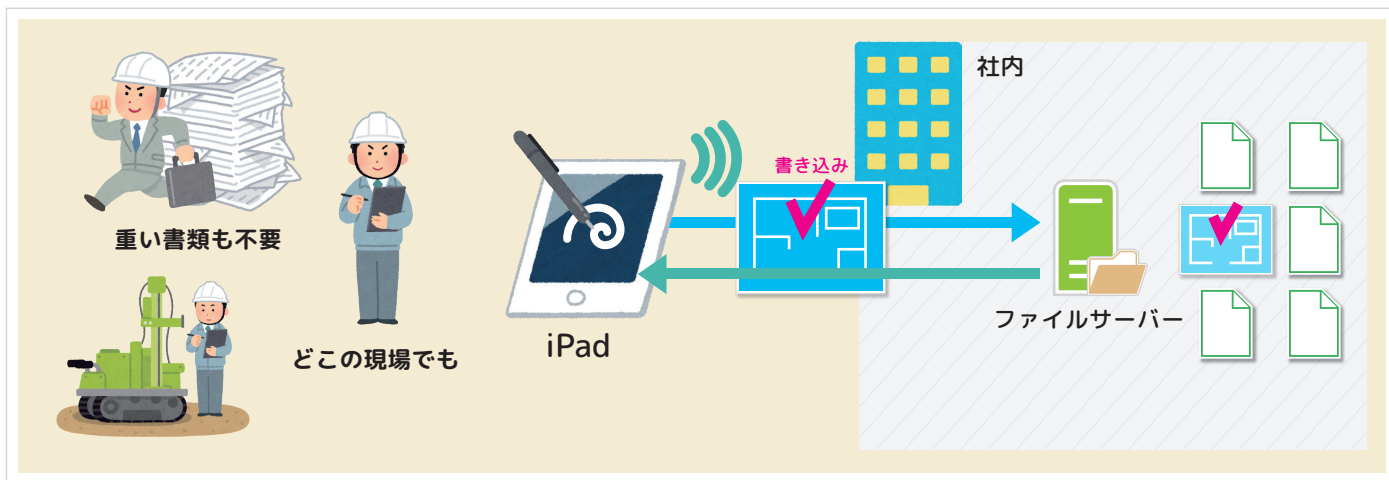 重い書類も不要
どこの現場でも
iPad
書き込み
社内
ファイルサーバー